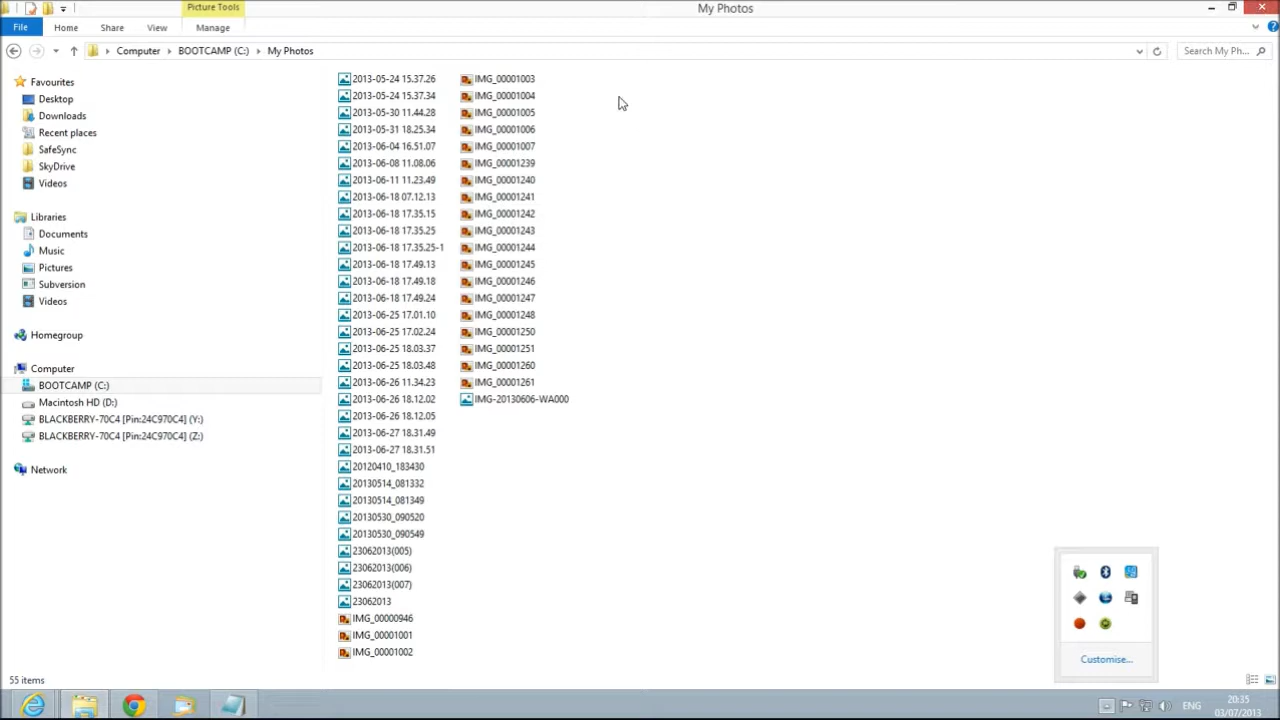 Picture Tools
My Photos
File
Home
Share
View
Manage
Computer
BOOTCAMP (C:)
My Photos
Search My Ph...
Favourites
Desktop
Downloads
Recent places
SafeSync
SkyDrive
Videos
Libraries
Documents
Music
Pictures
Subversion
Videos
Homegroup
Computer
BOOTCAMP (C:)
Macintosh HD (D:)
BLACKBERRY-70C4 [Pin:24C970C4] (Y:)
BLACKBERRY-70C4 [Pin:24C970C4] (Z:)
Network
2013-05-24 15.37.26
2013-05-24 15.37.34
2013-05-30 11.44.28
2013-05-31 18.25.34
2013-06-04 16.51.07
2013-06-08 11.08.06
2013-06-11 11.23.49
2013-06-18 07.12.13
2013-06-18 17.35.15
2013-06-18 17.35.25
2013-06-18 17.35.25-1
2013-06-18 17.49.13
2013-06-18 17.49.18
2013-06-18 17.49.24
2013-06-25 17.01.10
2013-06-25 17.02.24
2013-06-25 18.03.37
2013-06-25 18.03.48
2013-06-26 11.34.23
2013-06-26 18.12.02
2013-06-26 18.12.05
2013-06-27 18.31.49
2013-06-27 18.31.51
20120410_183430
20130514_081332
20130514_081349
20130530_090520
20130530_090549
23062013(005)
23062013(006)
23062013(007)
23062013
IMG_00000946
IMG_00001001
IMG_00001002
IMG_00001003
IMG_00001004
IMG_00001005
IMG_00001006
IMG_00001007
IMG_00001239
IMG_00001240
IMG_00001241
IMG_00001242
IMG_00001243
IMG_00001244
IMG_00001245
IMG_00001246
IMG_00001247
IMG_00001248
IMG_00001250
IMG_00001251
IMG_00001260
IMG_00001261
IMG-20130606-WA000
Customise...
55 items
ENG
20:35
03/07/2013